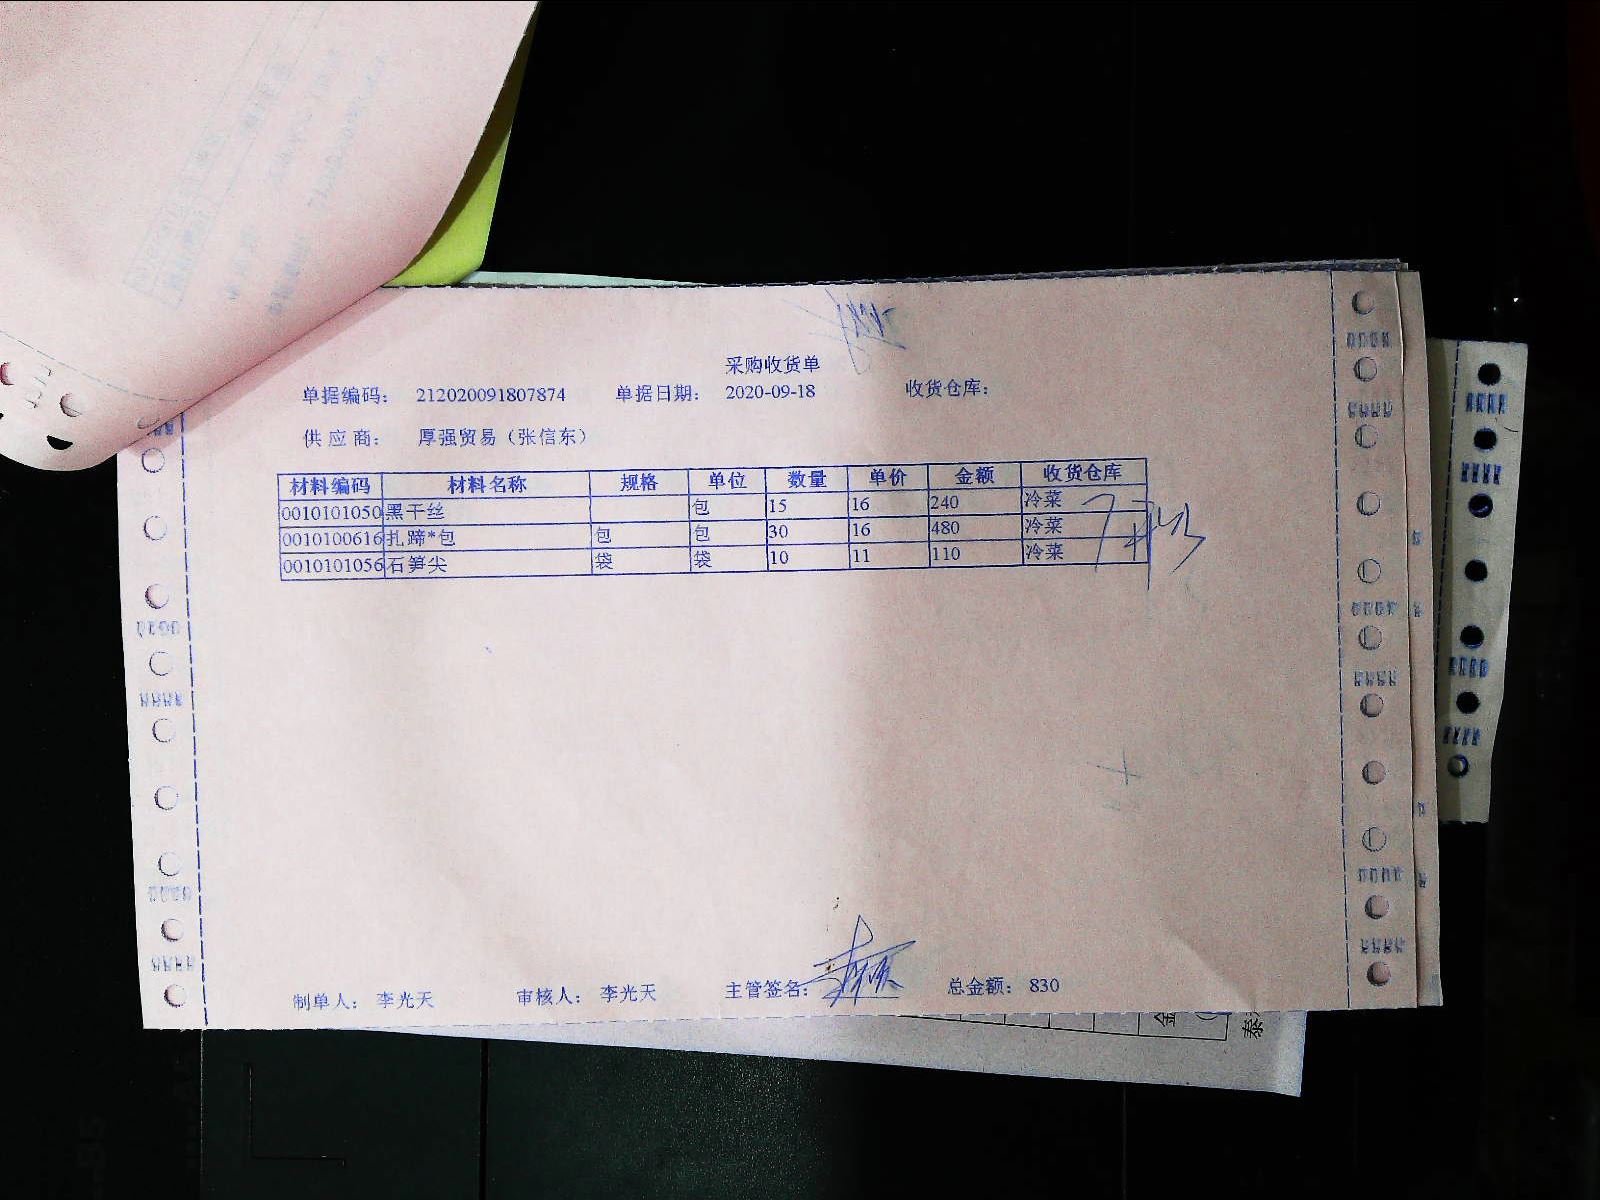 采购收货单
单据编码： 212020091807874 单据日期： 2020-09-18 收货仓库：
供应商： 厚强贸易（张信东）
材料编码 材料名称 规格 单位 数量 单价 金额 收货仓库
0010101050 黑干丝 包 15 16 240 冷菜
0010100616 扎蹄*包 包 包 30 16 480 冷菜
0010101056 石笋尖 袋 袋 10 11 110 冷菜
制单人： 李光天 审核人： 李光天 主管签名： 总金额： 830